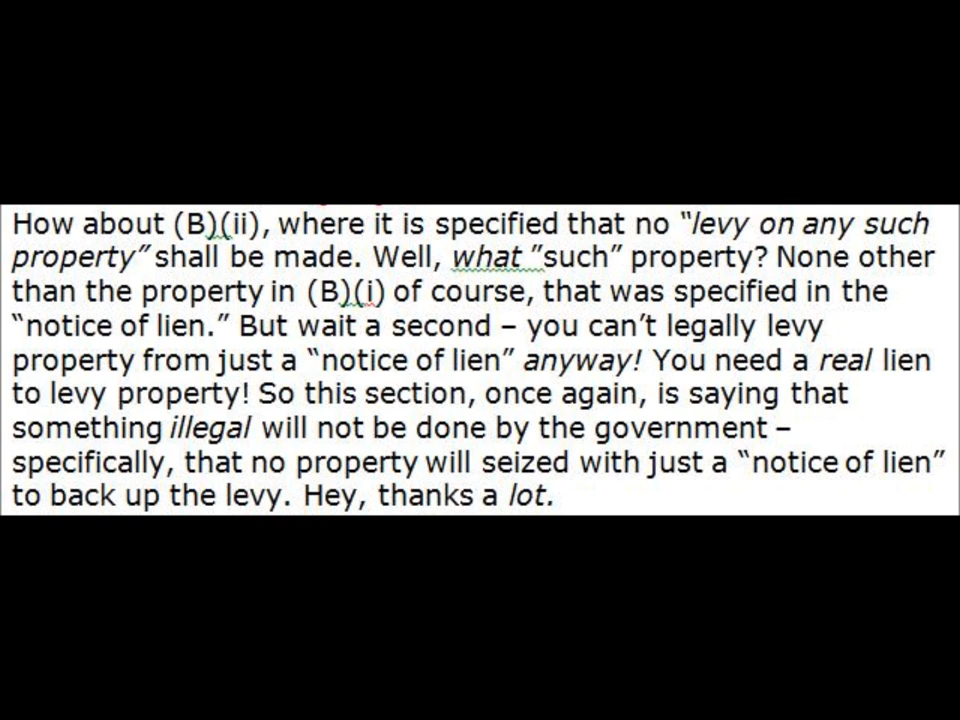 How about (B)(ii), where it is specified that no “levy on any such
property” shall be made. Well, what ”such” property? None other
than the property in (B)(i) of course, that was specified in the
“notice of lien.” But wait a second – you can’t legally levy
property from just a “notice of lien” anyway! You need a real lien
to levy property! So this section, once again, is saying that
something illegal will not be done by the government –
specifically, that no property will seized with just a “notice of lien”
to back up the levy. Hey, thanks a lot.